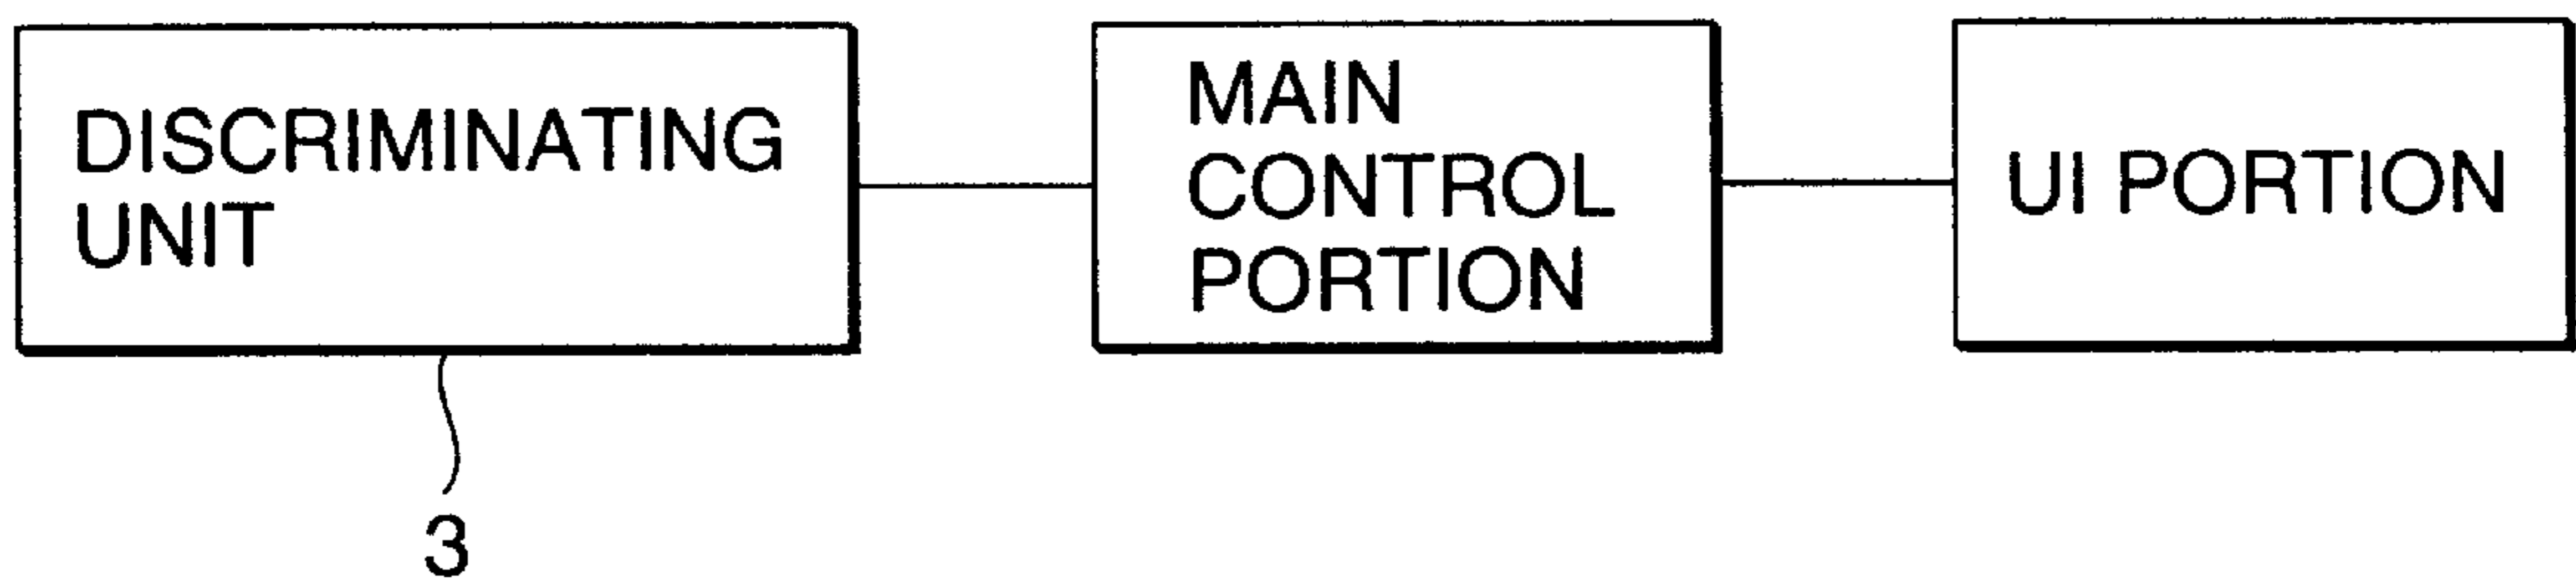 DISCRIMINATING
UNIT
MAIN
CONTROL
PORTION
UI PORTION
3